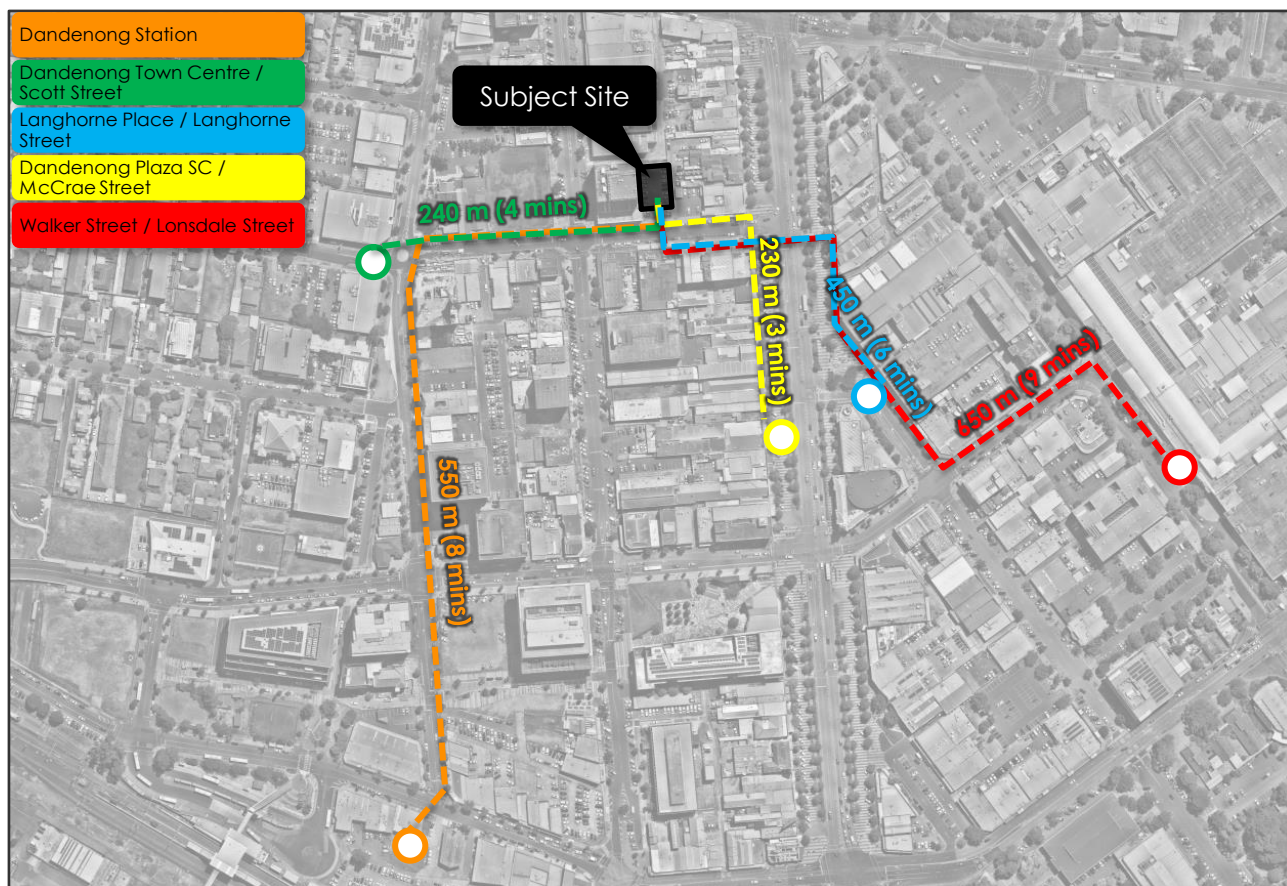 Dandenong Station
Dandenong Town Centre /
Scott Street
Langhorne Place / Langhorne
Street
Dandenong Plaza SC /
McCrae Street
Walker Street / Lonsdale Street
Subject Site
240 m (4 mins)
230 m (3 mins)
450 m (6 mins)
650 m (9 mins)
550 m (8 mins)